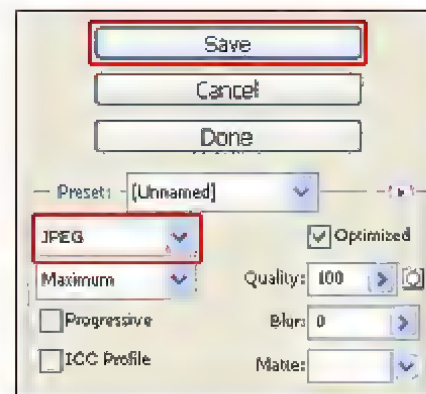 Save
Cancel
Done
Preset: [Unnamed]
JPEG Optimized
Maximum Quality: 100
Progressive Blur: 0
ICC Profile Matte: